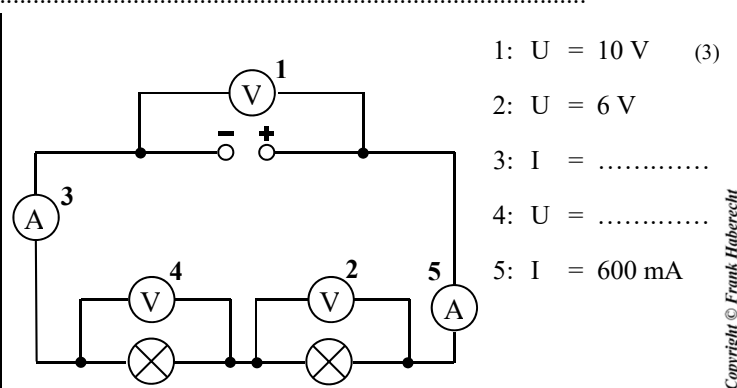 ................................................................................................
1: U = 10 V (3)
2: U = 6 V
3: I = ..............
4: U = ..............
5: I = 600 mA
1
V
- +
3
A
4
V
2
V
5
A
Copyright © Frank Haberecht